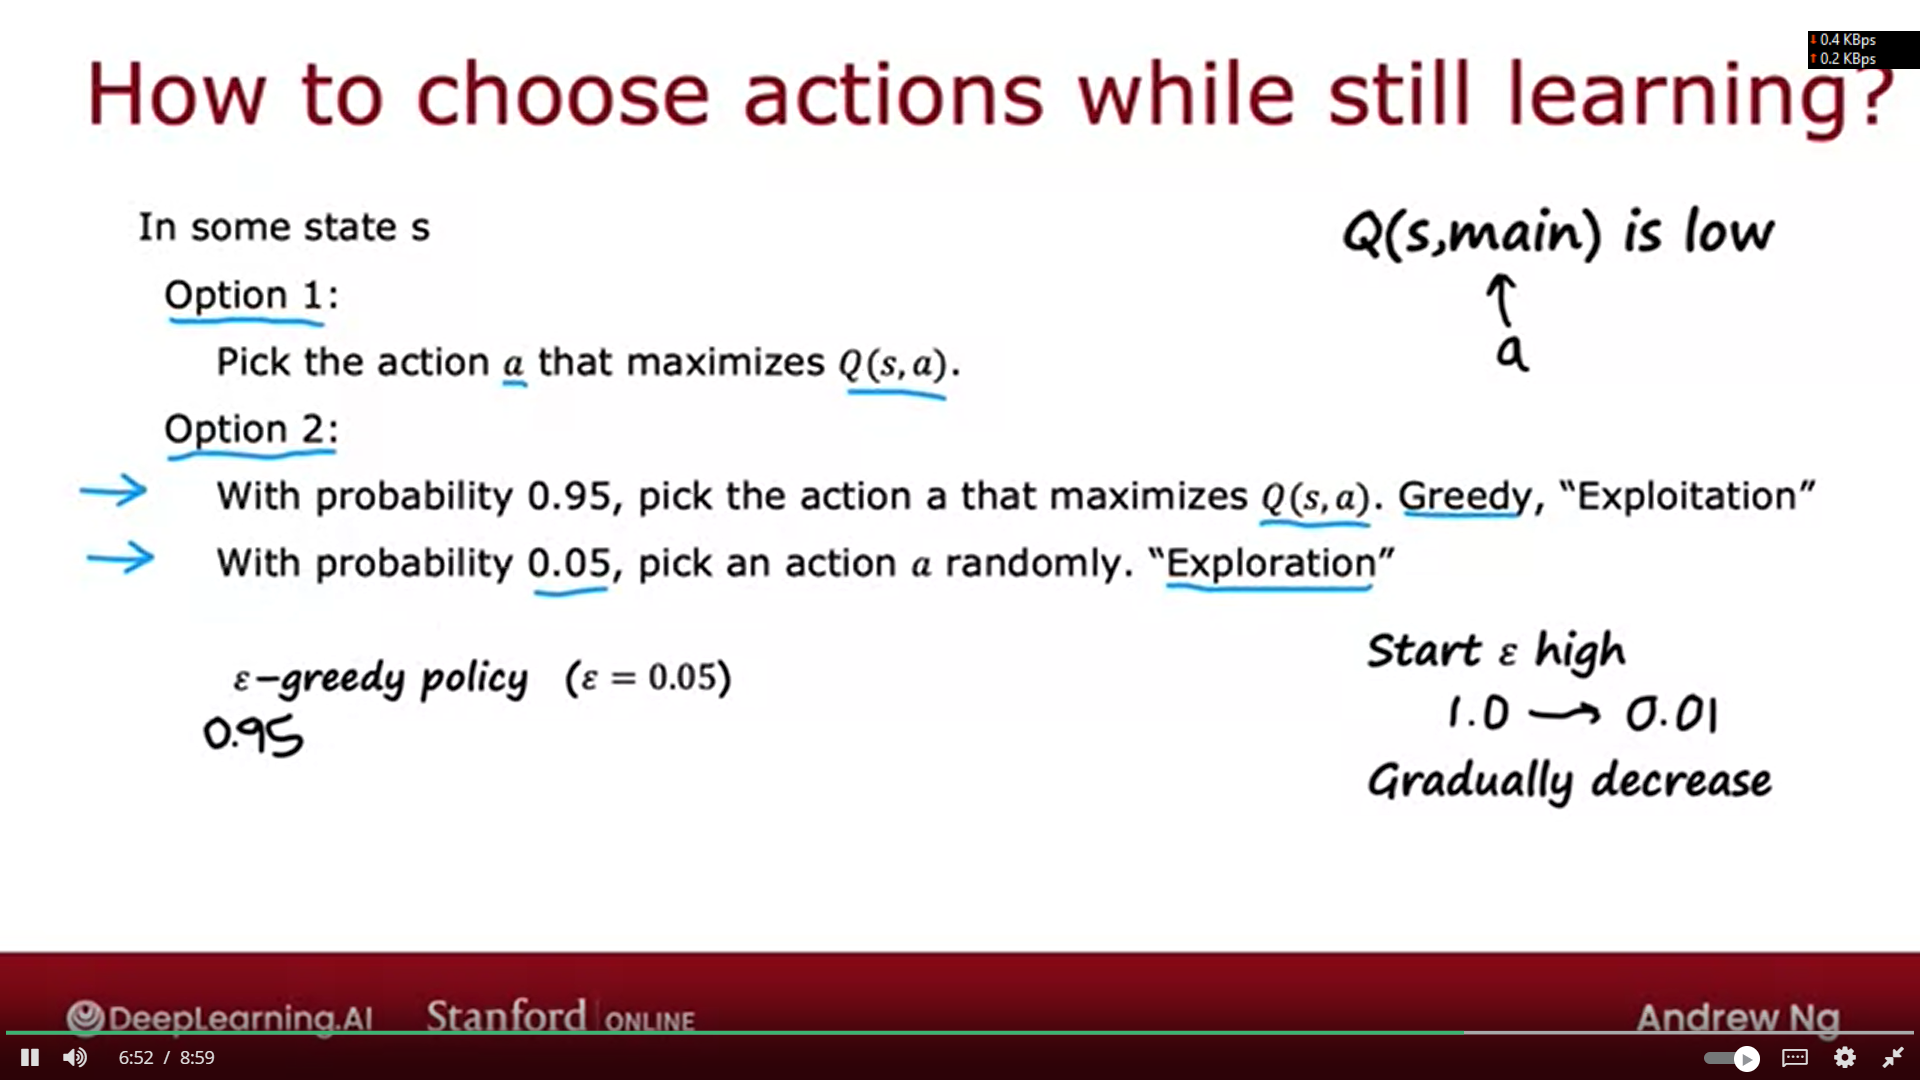 0.4 KBps
0.2 KBps
How to choose actions while still learning?
In some state s
Q(s,main) is low
a
Option 1:
Pick the action a that maximizes Q(s, a).
Option 2:
With probability 0.95, pick the action a that maximizes Q(s, a). Greedy, “Exploitation”
With probability 0.05, pick an action a randomly. “Exploration”
ε–greedy policy (ε = 0.05)
0.95
Start ε high
1.0 → 0.01
Gradually decrease
DeepLearning.AI Stanford | ONLINE Andrew Ng
6:52 / 8:59